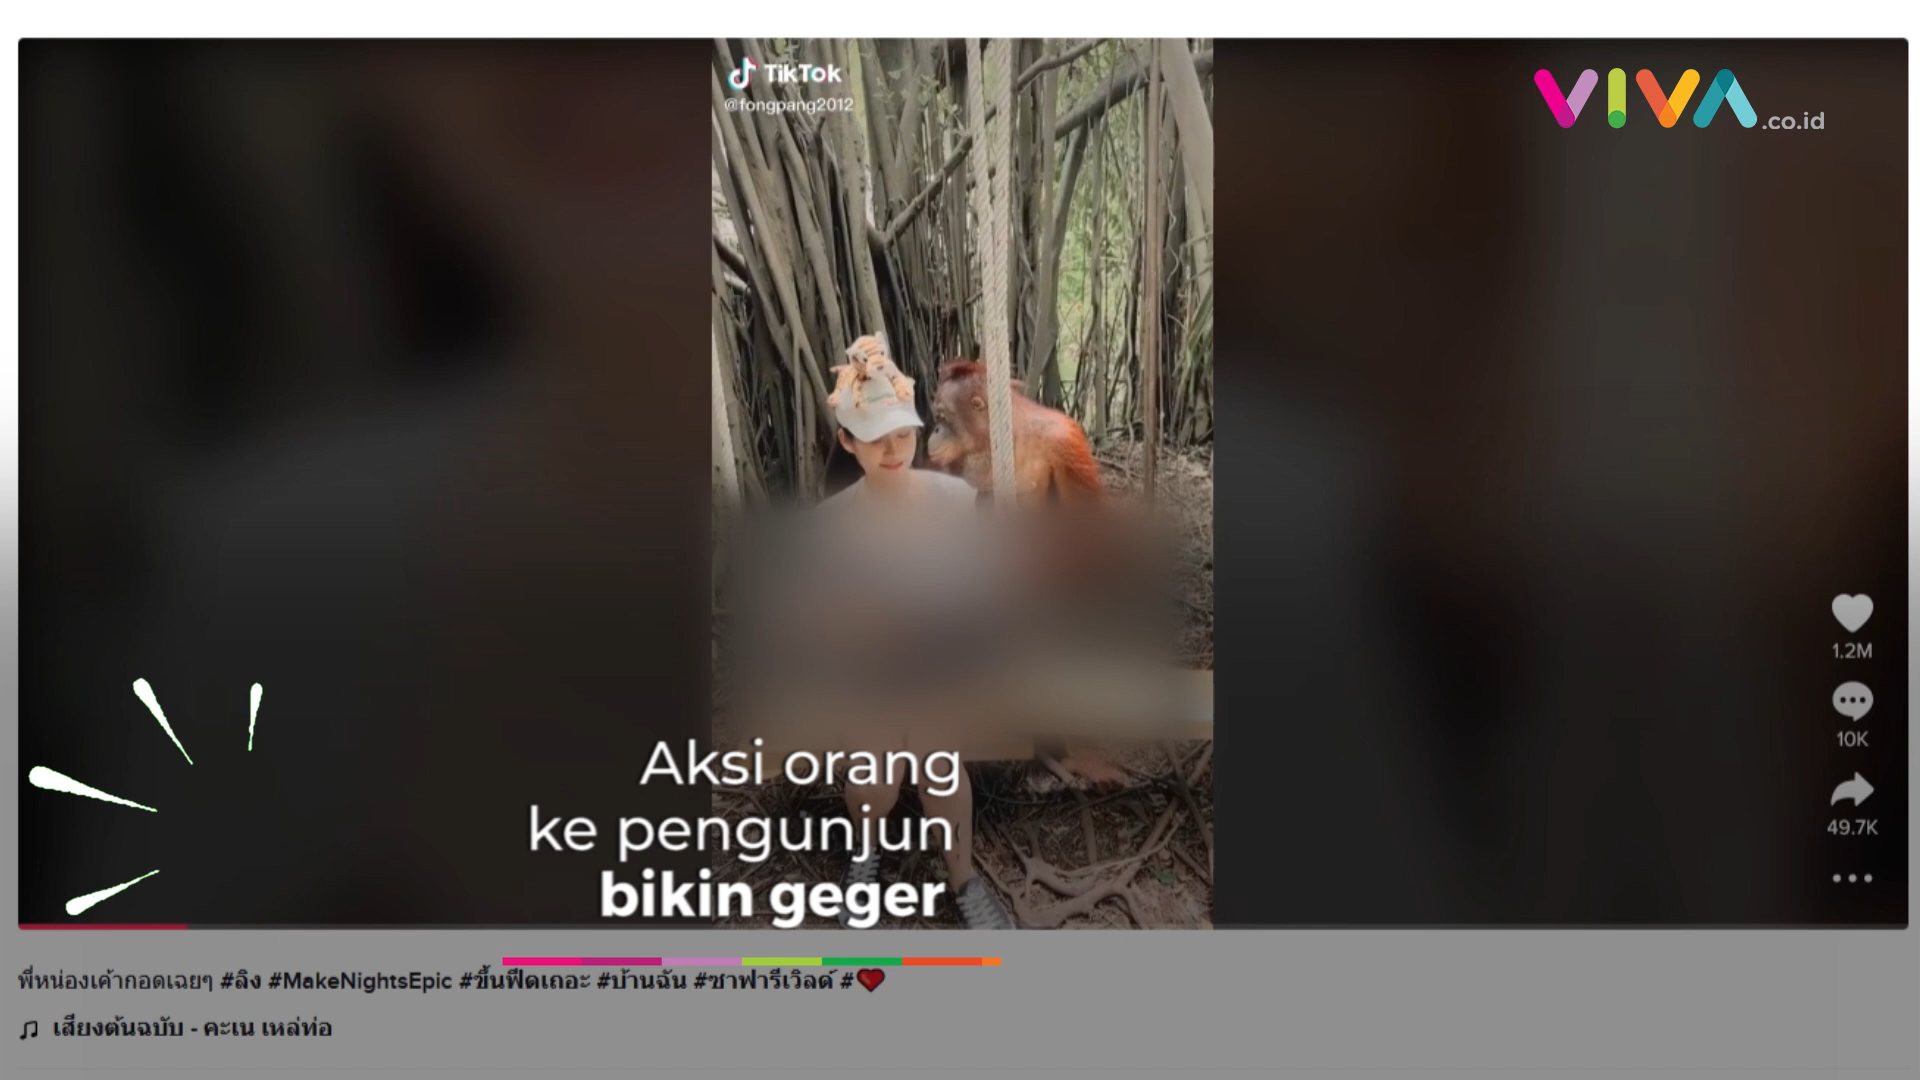 TikTok
@fongpang2012
VIVA.co.id
1.2M
10K
49.7K
Aksi orang
ke pengunjun
bikin geger
พี่หน่องเค้ากอดเฉยๆ #ลิง #MakeNightsEpic #ขึ้นฟีดเถอะ #บ้านฉัน #ซาฟารีเวิลด์ #❤️
♫ เสียงต้นฉบับ - คะเน เหล่ท่อ